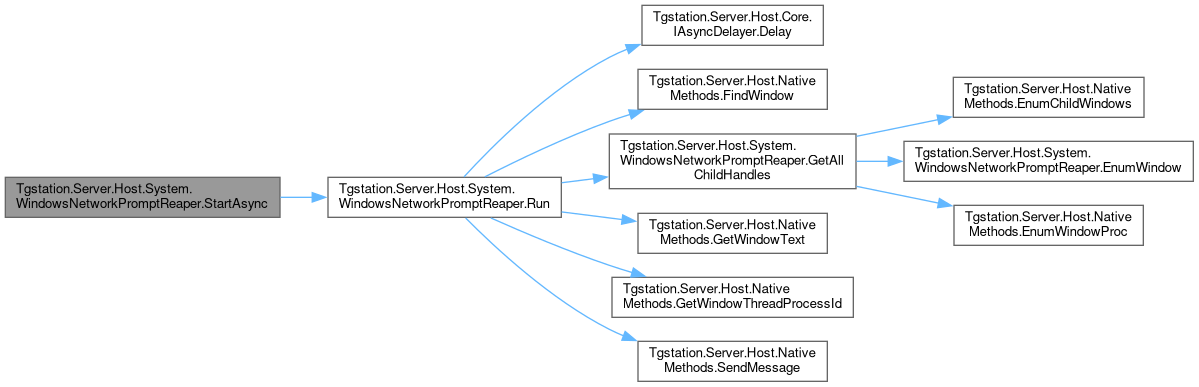 Tgstation.Server.Host.System.
WindowsNetworkPromptReaper.StartAsync
Tgstation.Server.Host.System.
WindowsNetworkPromptReaper.Run
Tgstation.Server.Host.Core.
IAsyncDelayer.Delay
Tgstation.Server.Host.Native
Methods.FindWindow
Tgstation.Server.Host.System.
WindowsNetworkPromptReaper.GetAll
ChildHandles
Tgstation.Server.Host.Native
Methods.GetWindowText
Tgstation.Server.Host.Native
Methods.GetWindowThreadProcessId
Tgstation.Server.Host.Native
Methods.SendMessage
Tgstation.Server.Host.Native
Methods.EnumChildWindows
Tgstation.Server.Host.System.
WindowsNetworkPromptReaper.EnumWindow
Tgstation.Server.Host.Native
Methods.EnumWindowProc